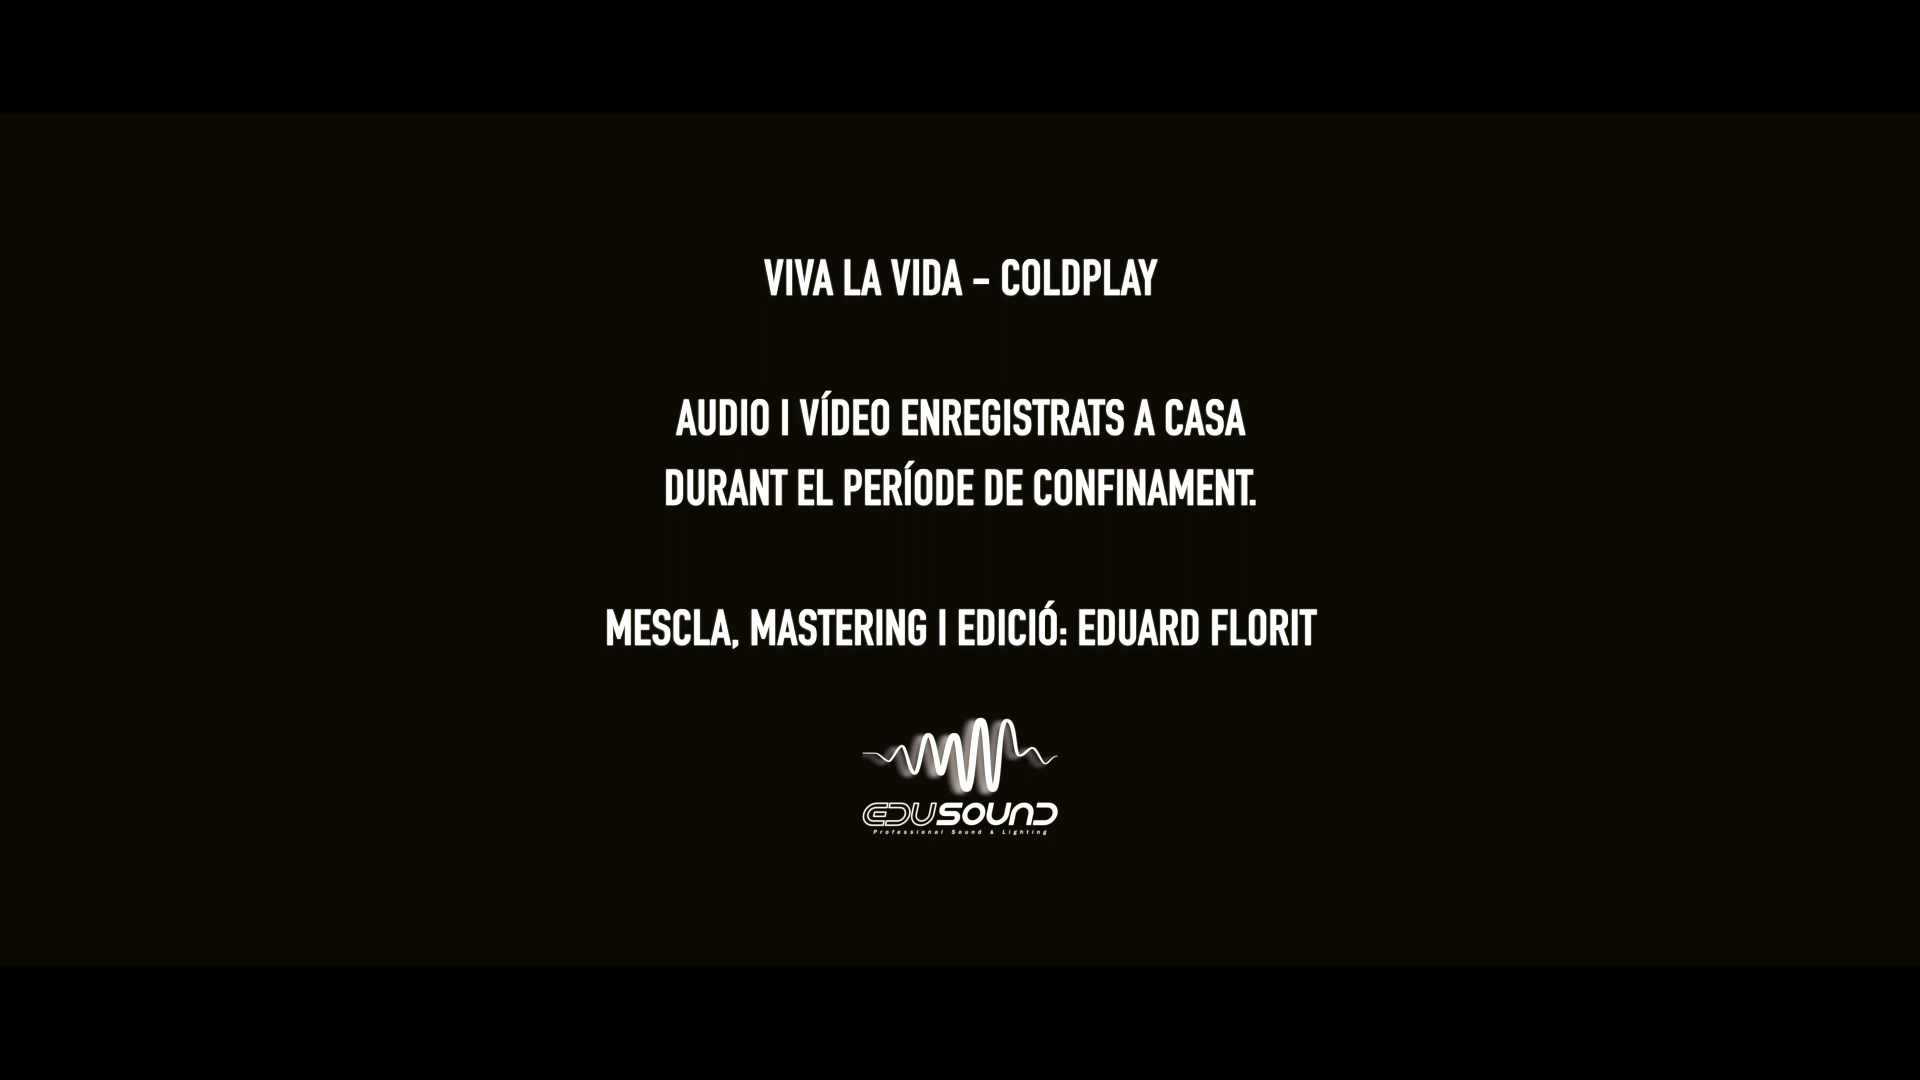 VIVA LA VIDA - COLDPLAY
AUDIO I VÍDEO ENREGISTRATS A CASA
DURANT EL PERÍODE DE CONFINAMENT.
MESCLA, MASTERING I EDICIÓ: EDUARD FLORIT
EDUSOUND
Professional Sound & Lighting